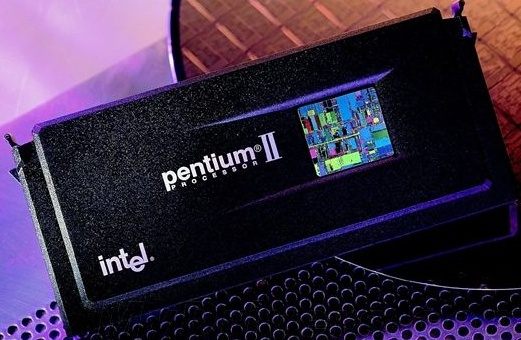 pentium® II
PROCESSOR
intel®